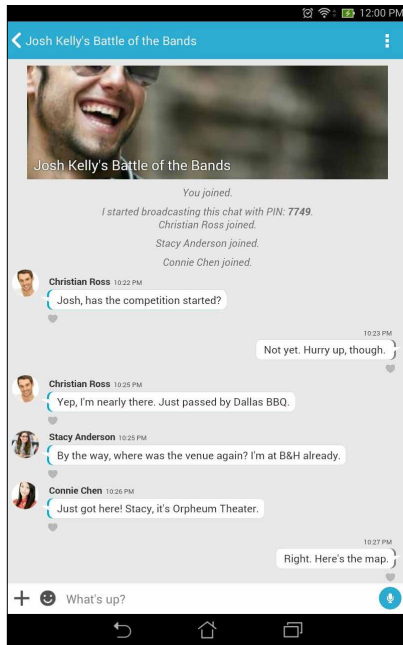 12:00 PM
Josh Kelly's Battle of the Bands
Josh Kelly's Battle of the Bands
You joined.
I started broadcasting this chat with PIN: 7749.
Christian Ross joined.
Stacy Anderson joined.
Connie Chen joined.
Christian Ross 10:22 PM
Josh, has the competition started?
10:23 PM
Not yet. Hurry up, though.
Christian Ross 10:25 PM
Yep, I'm nearly there. Just passed by Dallas BBQ.
Stacy Anderson 10:25 PM
By the way, where was the venue again? I'm at B&H already.
Connie Chen 10:26 PM
Just got here! Stacy, it's Orpheum Theater.
10:27 PM
Right. Here's the map.
What's up?